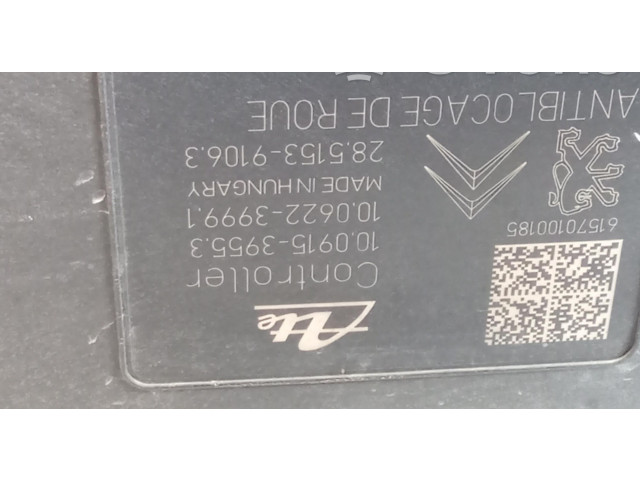 Ate
Controller
10.0915-3955.3
10.0622-3999.1
MADE IN HUNGARY
28.5153-9106.3
61570100185
ANTIBLOCAGE DE ROUE